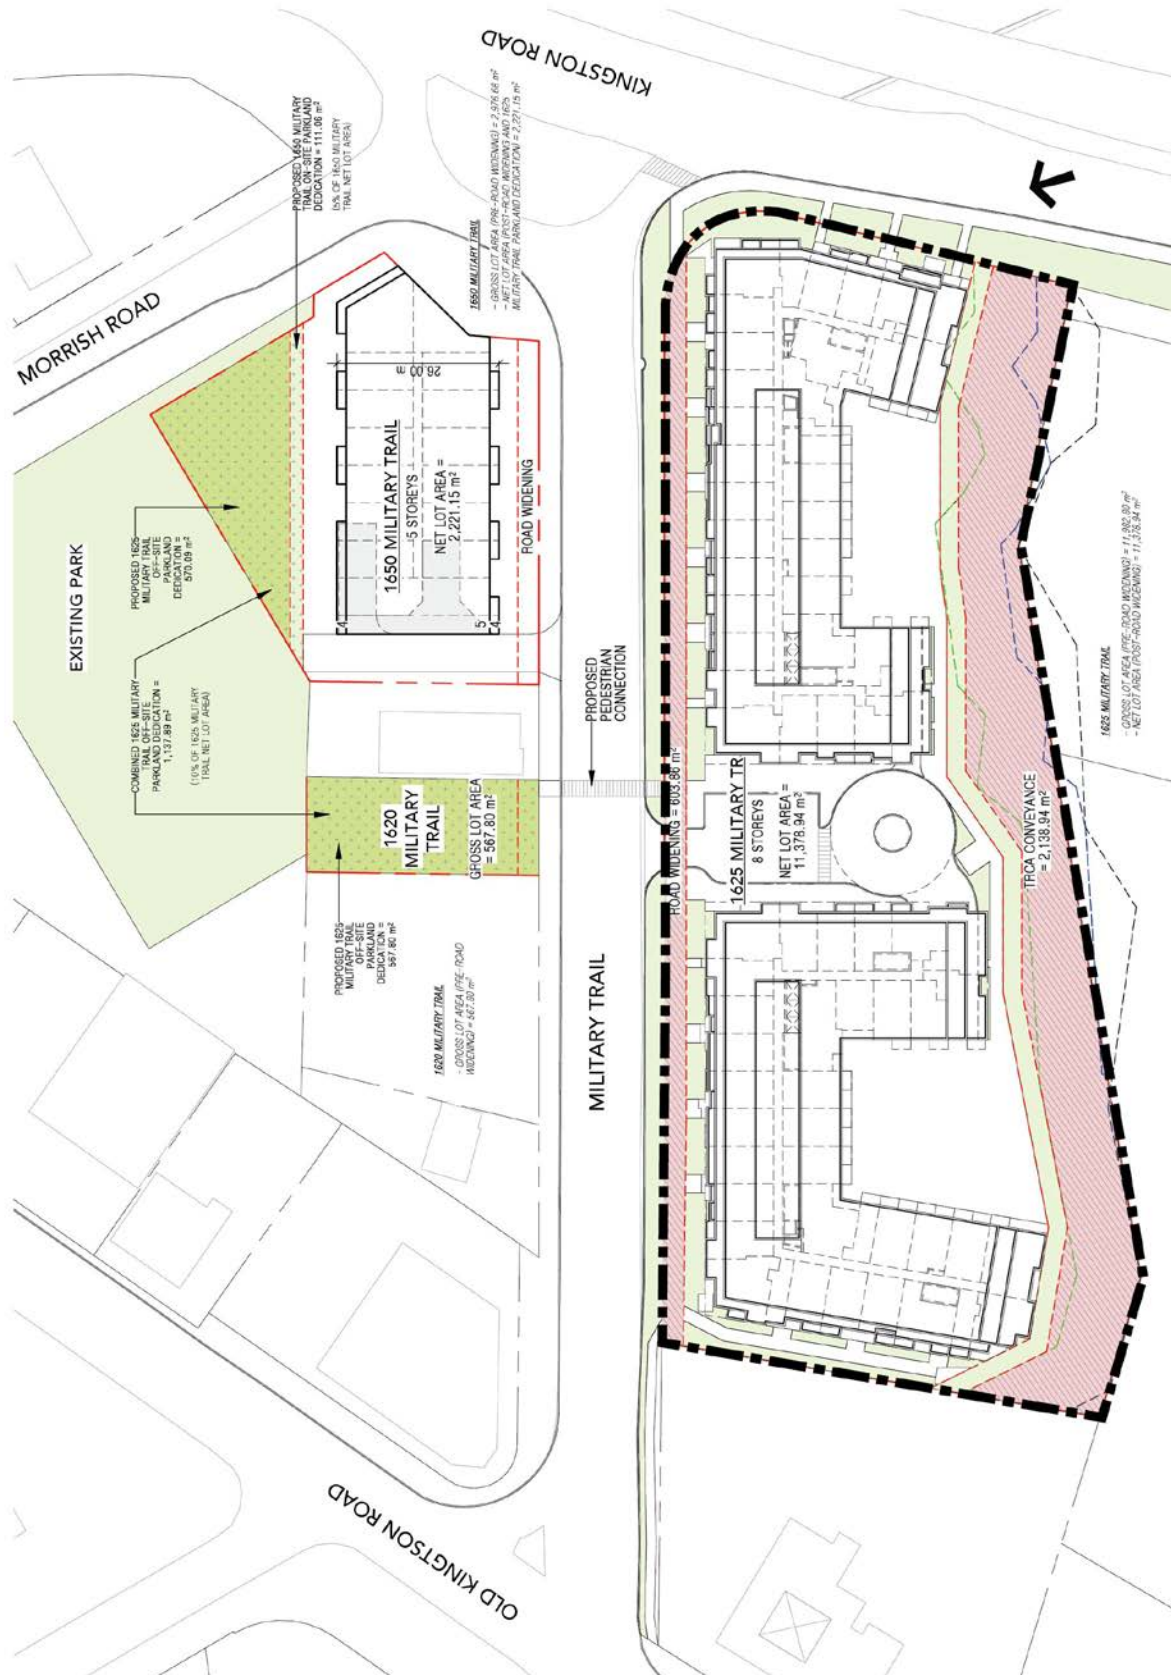 KINGSTON ROAD
MORRISH ROAD
PROPOSED 1650 MILITARY
TRAIL ON-SITE PARKLAND
DEDICATION = 111.06 m²
(5% OF 1650 MILITARY
TRAIL NET LOT AREA)
1650 MILITARY TRAIL
- GROSS LOT AREA (PRE-ROAD WIDENING) = 2,976.68 m²
- NET LOT AREA (POST-ROAD WIDENING AND 1625
MILITARY TRAIL PARKLAND DEDICATION) = 2,221.15 m²
EXISTING PARK
PROPOSED 1625
MILITARY TRAIL
OFF-SITE
PARKLAND
DEDICATION =
570.09 m²
COMBINED 1625 MILITARY
TRAIL OFF-SITE
PARKLAND DEDICATION =
1,137.89 m²
(10% OF 1625 MILITARY
TRAIL NET LOT AREA)
26.00 m
1650 MILITARY TRAIL
5 STOREYS
NET LOT AREA =
2,221.15 m²
4
5
4
ROAD WIDENING
1620
MILITARY
TRAIL
GROSS LOT AREA
= 567.80 m²
PROPOSED 1625
MILITARY TRAIL
OFF-SITE
PARKLAND
DEDICATION =
567.80 m²
1620 MILITARY TRAIL
- GROSS LOT AREA (PRE-ROAD
WIDENING) = 567.80 m²
PROPOSED
PEDESTRIAN
CONNECTION
MILITARY TRAIL
ROAD WIDENING = 603.86 m²
1625 MILITARY TR
8 STOREYS
NET LOT AREA =
11,378.94 m²
TRCA CONVEYANCE
= 2,138.94 m²
1625 MILITARY TRAIL
- GROSS LOT AREA (PRE-ROAD WIDENING) = 11,982.80 m²
- NET LOT AREA (POST-ROAD WIDENING) = 11,378.94 m²
OLD KINGTSON ROAD